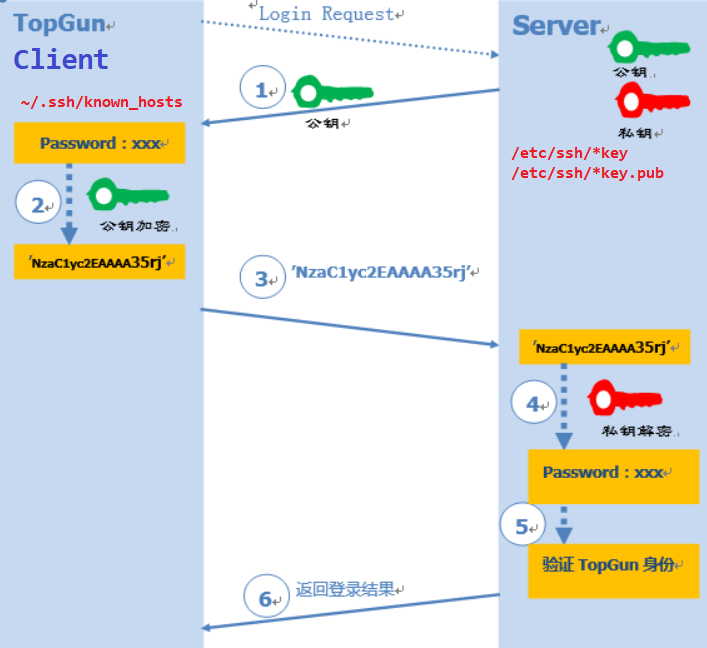 TopGun
Client
~/.ssh/known_hosts
Login Request
Server
公钥
私钥
/etc/ssh/*key
/etc/ssh/*key.pub
1
公钥
Password：xxx
2
公钥加密
'NzaC1yc2EAAAA35rj'
3
'NzaC1yc2EAAAA35rj'
'NzaC1yc2EAAAA35rj'
4
私钥解密
Password：xxx
5
验证 TopGun 身份
6
返回登录结果